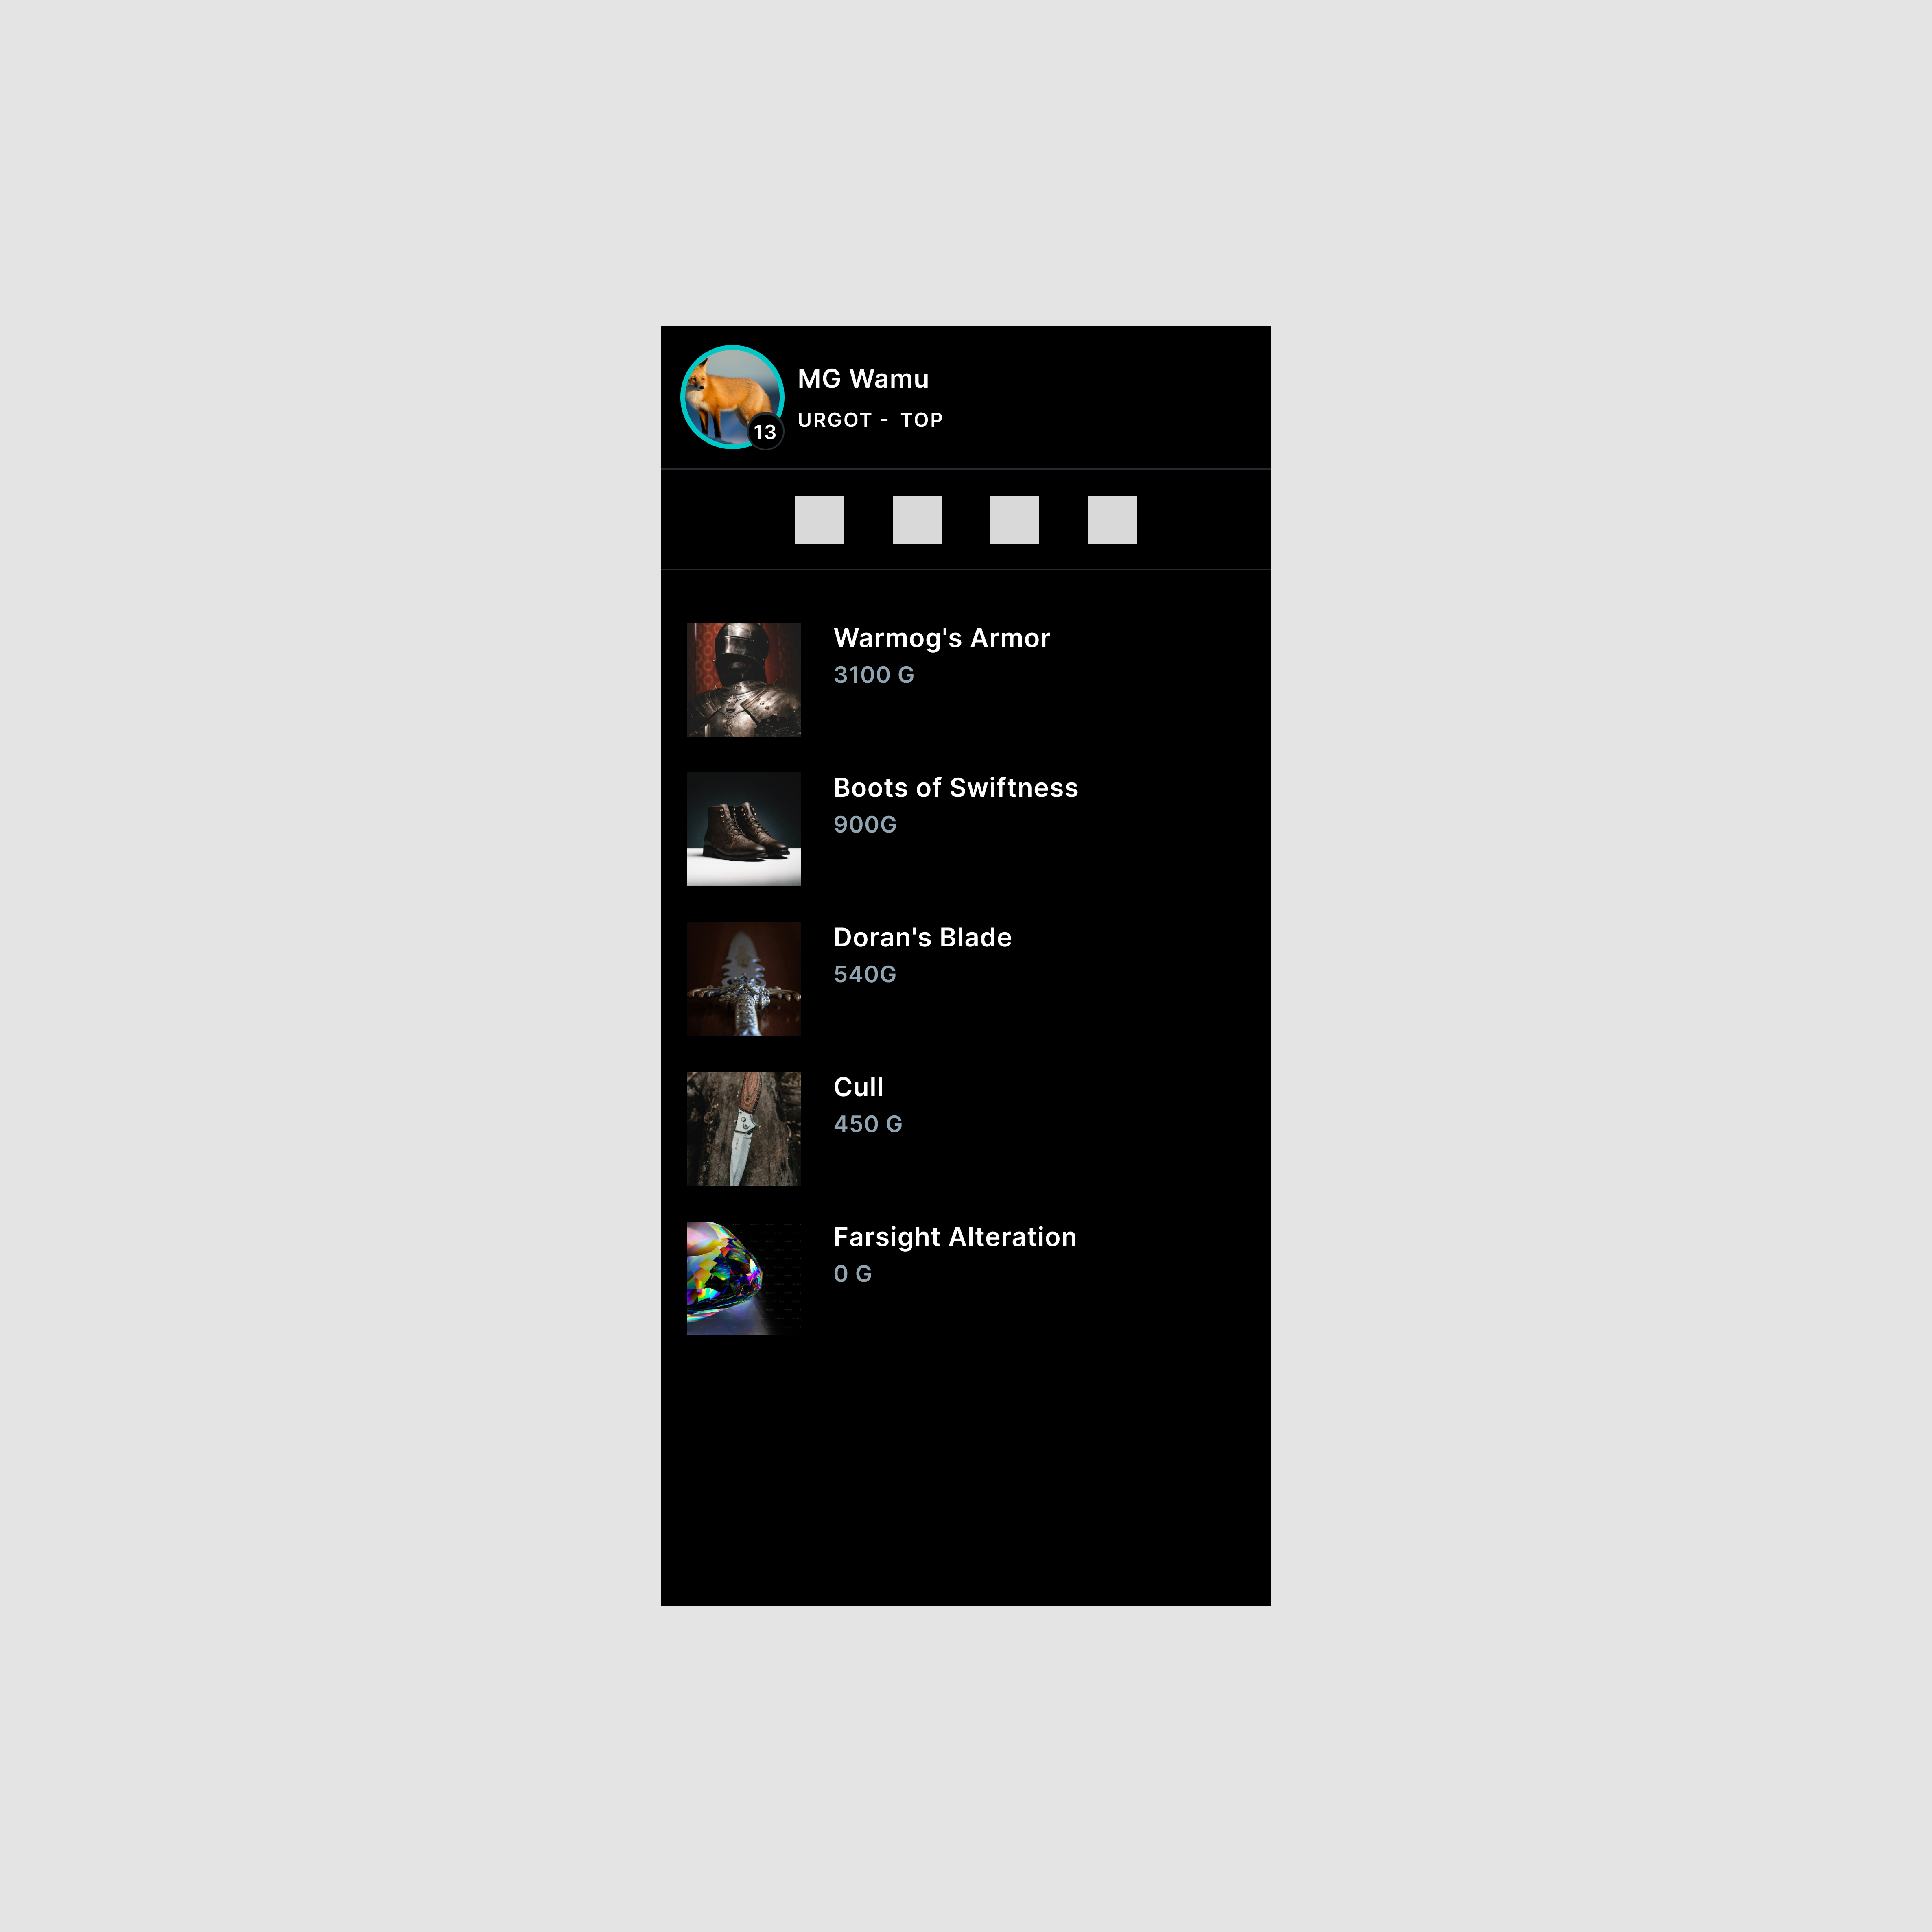 MG Wamu
URGOT - TOP
13
Warmog's Armor
3100 G
Boots of Swiftness
900G
Doran's Blade
540G
Cull
450 G
Farsight Alteration
0 G